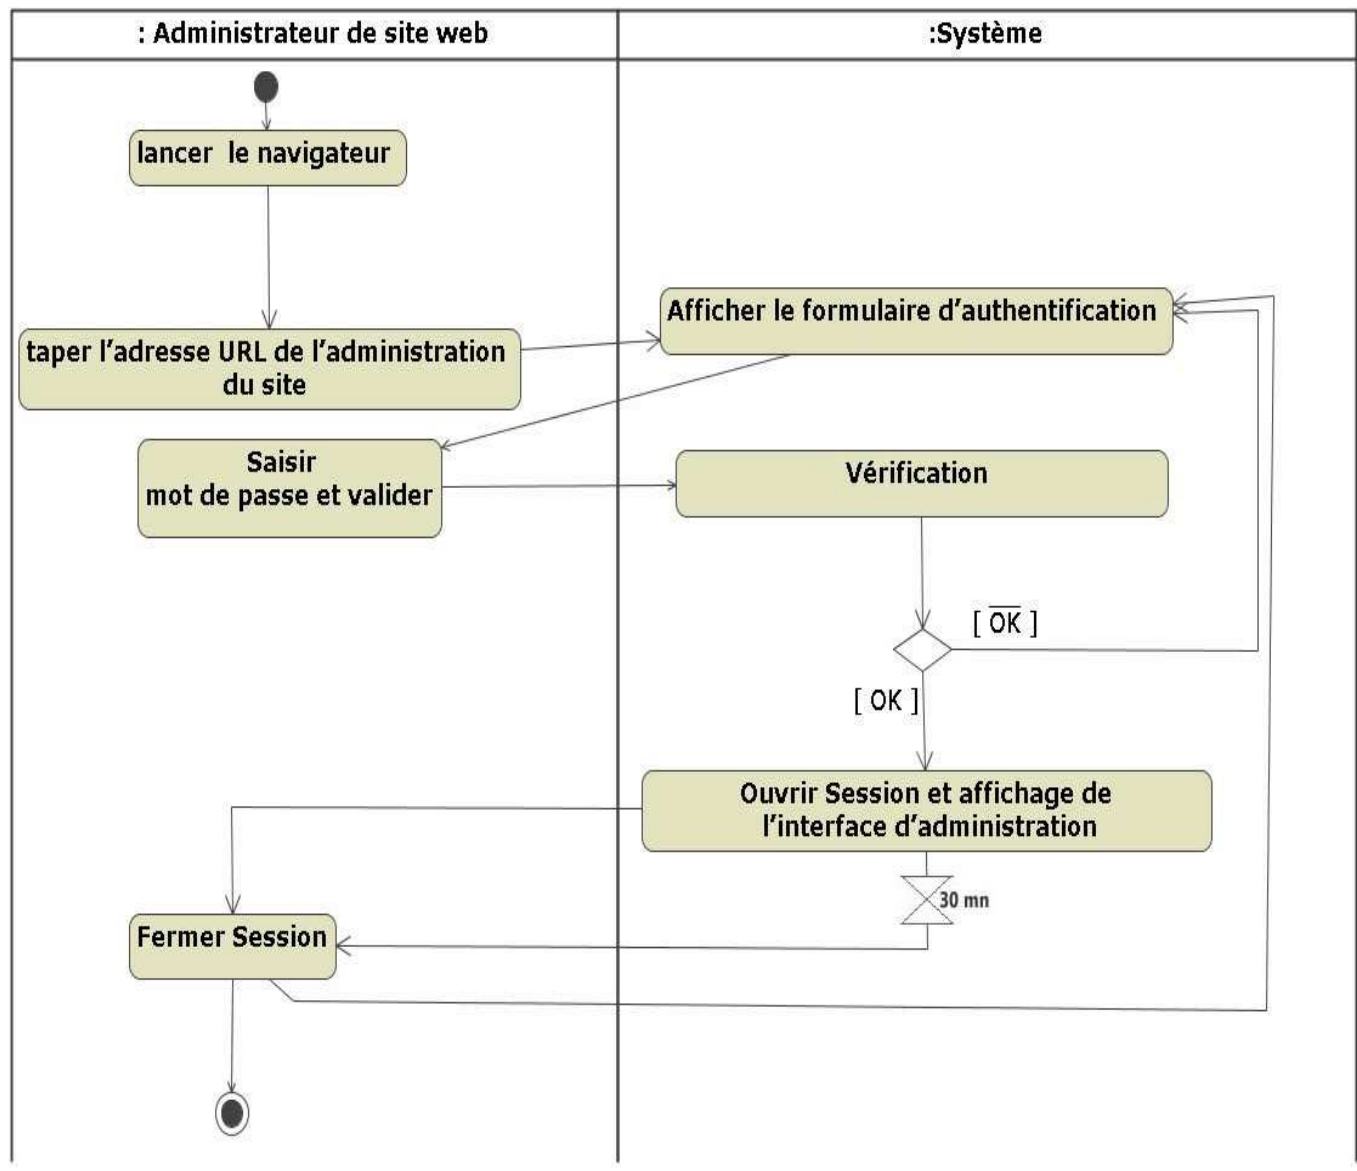 : Administrateur de site web
:Système
lancer le navigateur
Afficher le formulaire d’authentification
taper l’adresse URL de l’administration
du site
Saisir
mot de passe et valider
Vérification
[ O̅K̅ ]
[ OK ]
Ouvrir Session et affichage de
l’interface d’administration
30 mn
Fermer Session